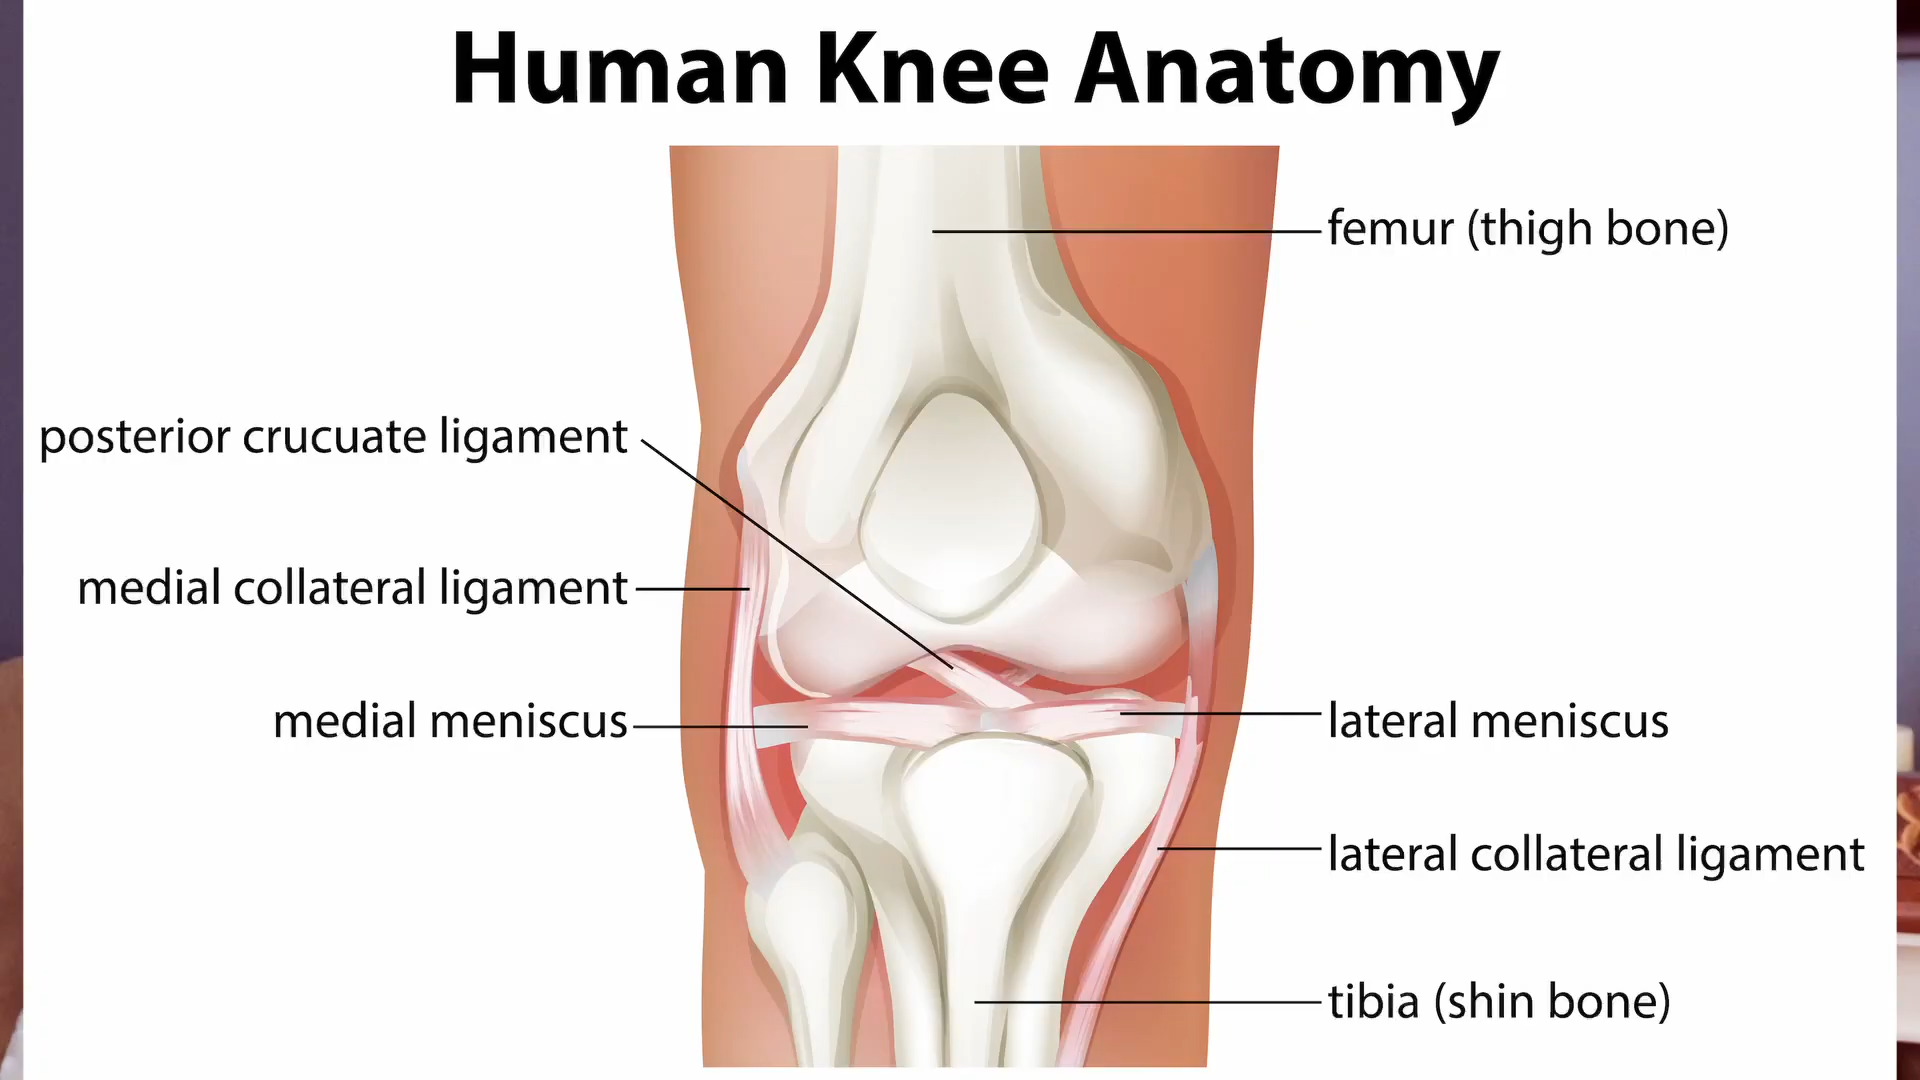 Human Knee Anatomy
femur (thigh bone)
posterior crucuate ligament
medial collateral ligament
medial meniscus
lateral meniscus
lateral collateral ligament
tibia (shin bone)